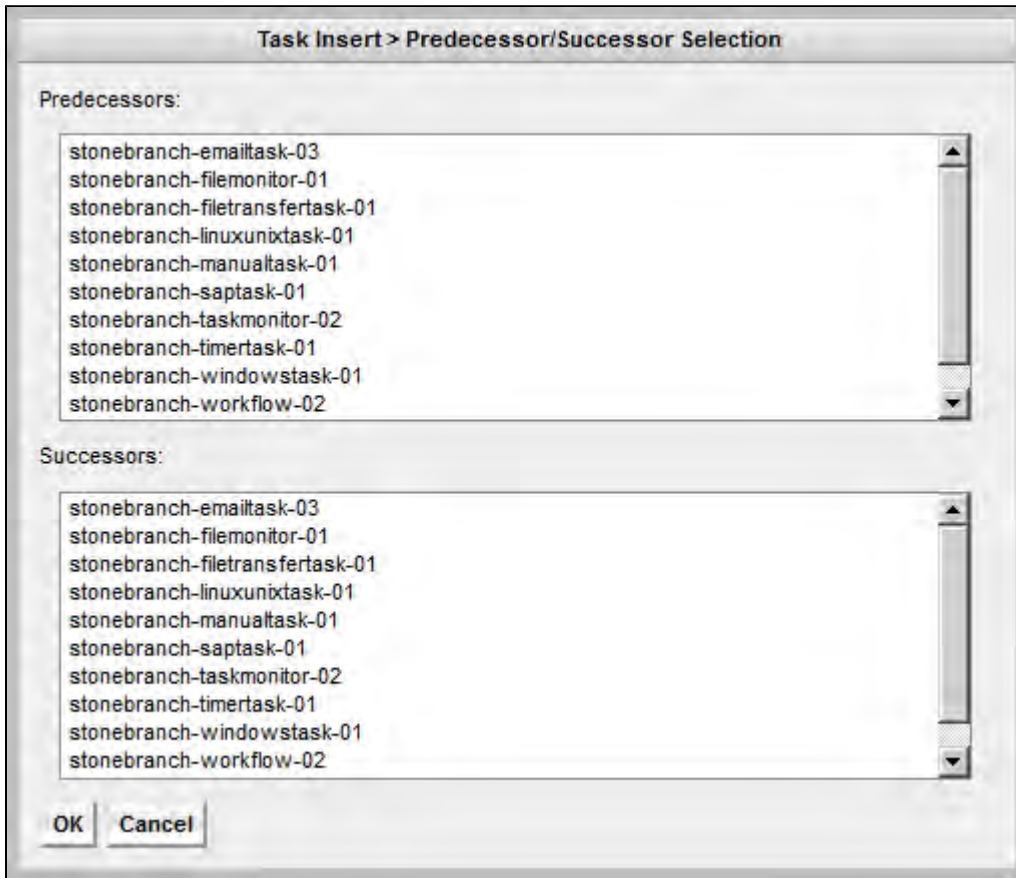 Task Insert > Predecessor/Successor Selection
Predecessors:
stonebranch-emailtask-03
stonebranch-filemonitor-01
stonebranch-filetransfertask-01
stonebranch-linuxunixtask-01
stonebranch-manualtask-01
stonebranch-saptask-01
stonebranch-taskmonitor-02
stonebranch-timertask-01
stonebranch-windowstask-01
stonebranch-workflow-02
Successors:
stonebranch-emailtask-03
stonebranch-filemonitor-01
stonebranch-filetransfertask-01
stonebranch-linuxunixtask-01
stonebranch-manualtask-01
stonebranch-saptask-01
stonebranch-taskmonitor-02
stonebranch-timertask-01
stonebranch-windowstask-01
stonebranch-workflow-02
OK Cancel